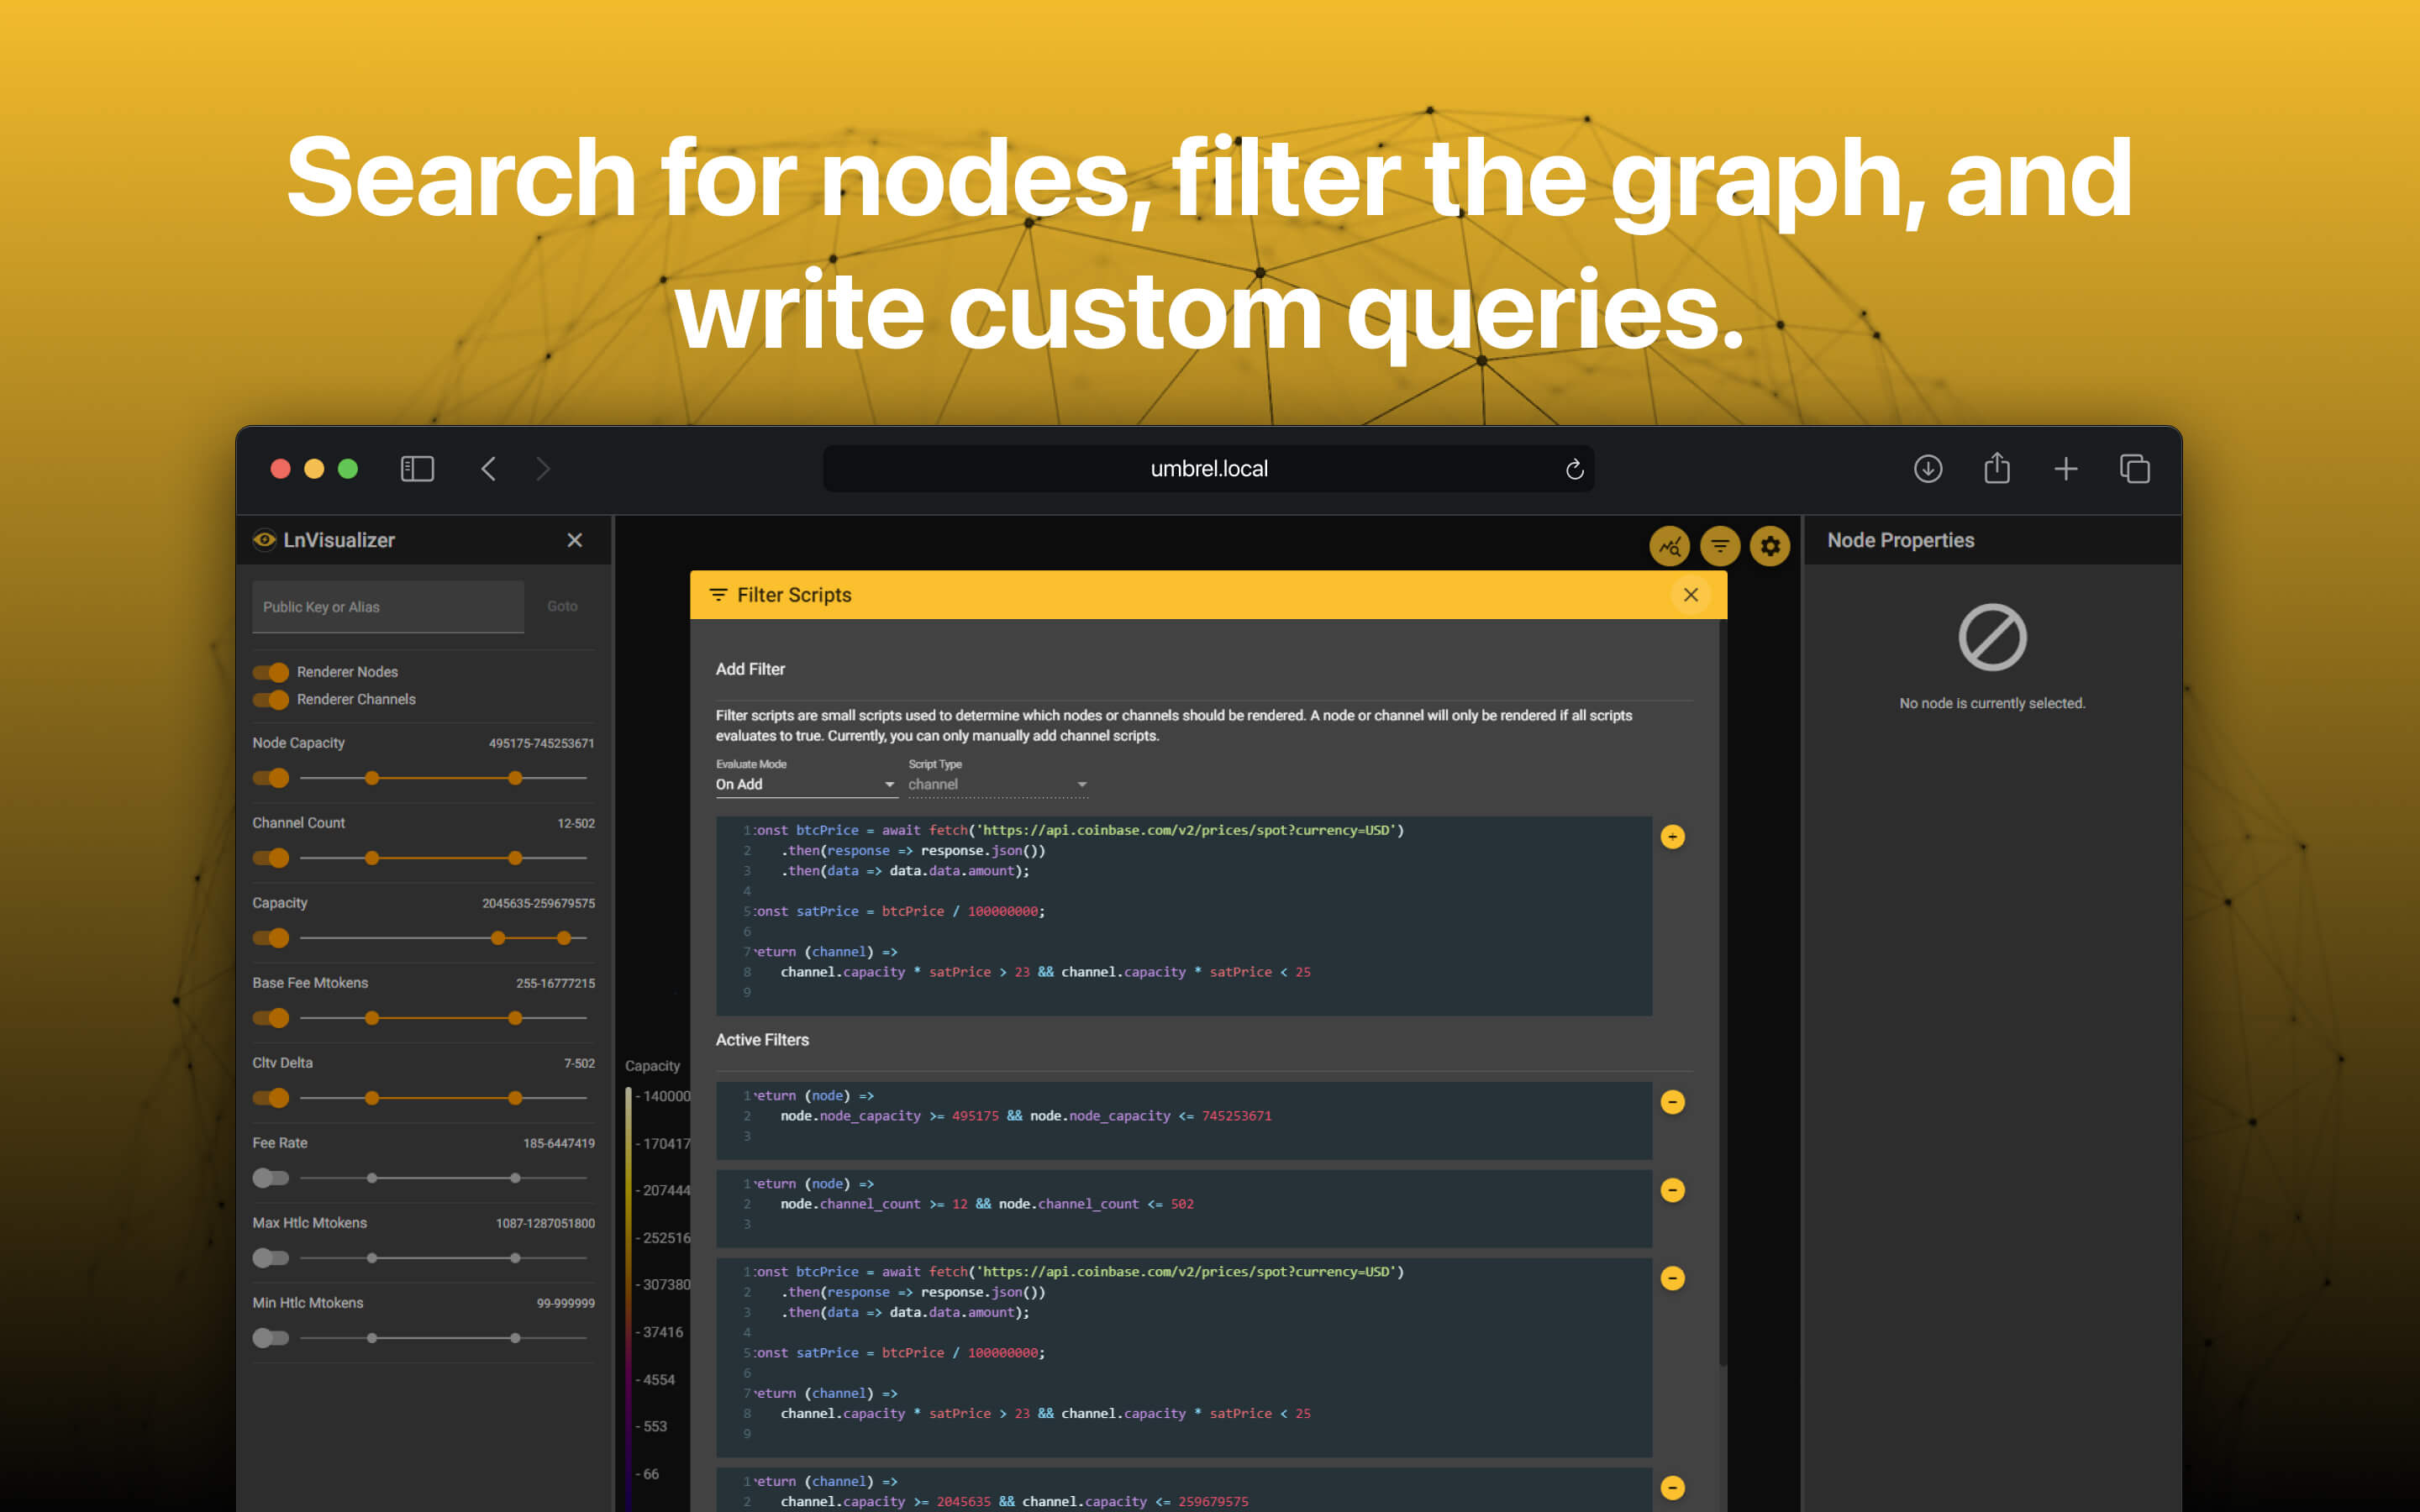 Search for nodes, filter the graph, and
write custom queries.
umbrel.local
LnVisualizer
Public Key or Alias
Goto
Renderer Nodes
Renderer Channels
Node Capacity
495175-745253671
Channel Count
12-502
Capacity
2045635-259679575
Base Fee Mtokens
255-16777215
Cltv Delta
7-502
Fee Rate
185-6447419
Max Htlc Mtokens
1087-1287051800
Min Htlc Mtokens
99-999999
Capacity
- 140000
- 170417
- 207444
- 252516
- 307380
- 37416
- 4554
- 553
- 66
Filter Scripts
Add Filter
Filter scripts are small scripts used to determine which nodes or channels should be rendered. A node or channel will only be rendered if all scripts
evaluates to true. Currently, you can only manually add channel scripts.
Evaluate Mode
On Add
Script Type
channel
1 onst btcPrice = await fetch('https://api.coinbase.com/v2/prices/spot?currency=USD')
2 .then(response => response.json())
3 .then(data => data.data.amount);
4
5 onst satPrice = btcPrice / 100000000;
6
7 eturn (channel) =>
8 channel.capacity * satPrice > 23 && channel.capacity * satPrice < 25
9
Active Filters
1 eturn (node) =>
2 node.node_capacity >= 495175 && node.node_capacity <= 745253671
3
1 eturn (node) =>
2 node.channel_count >= 12 && node.channel_count <= 502
3
1 onst btcPrice = await fetch('https://api.coinbase.com/v2/prices/spot?currency=USD')
2 .then(response => response.json())
3 .then(data => data.data.amount);
4
5 onst satPrice = btcPrice / 100000000;
6
7 eturn (channel) =>
8 channel.capacity * satPrice > 23 && channel.capacity * satPrice < 25
9
1 eturn (channel) =>
2 channel.capacity >= 2045635 && channel.capacity <= 259679575
Node Properties
No node is currently selected.